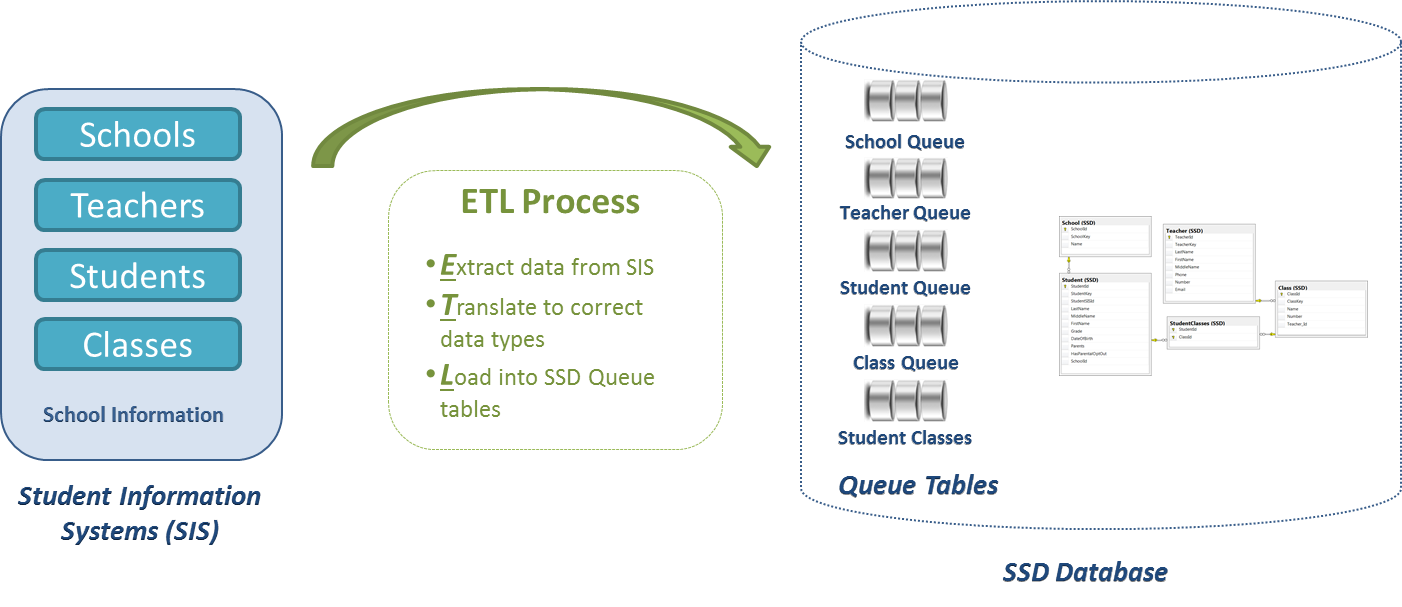 Schools
Teachers
Students
Classes
School Information
Student Information
Systems (SIS)
ETL Process
• Extract data from SIS
• Translate to correct
data types
• Load into SSD Queue
tables
School Queue
Teacher Queue
Student Queue
Class Queue
Student Classes
Queue Tables
School (SSD)
SchoolId
SchoolKey
Name
Student (SSD)
StudentId
StudentKey
StudentSISId
LastName
MiddleName
FirstName
Grade
DateOfBirth
Parents
HasParentalOptOut
SchoolId
Teacher (SSD)
TeacherId
TeacherKey
LastName
FirstName
MiddleName
Phone
Number
Email
StudentClasses (SSD)
StudentId
ClassId
Class (SSD)
ClassId
ClassKey
Name
Number
Teacher_Id
SSD Database